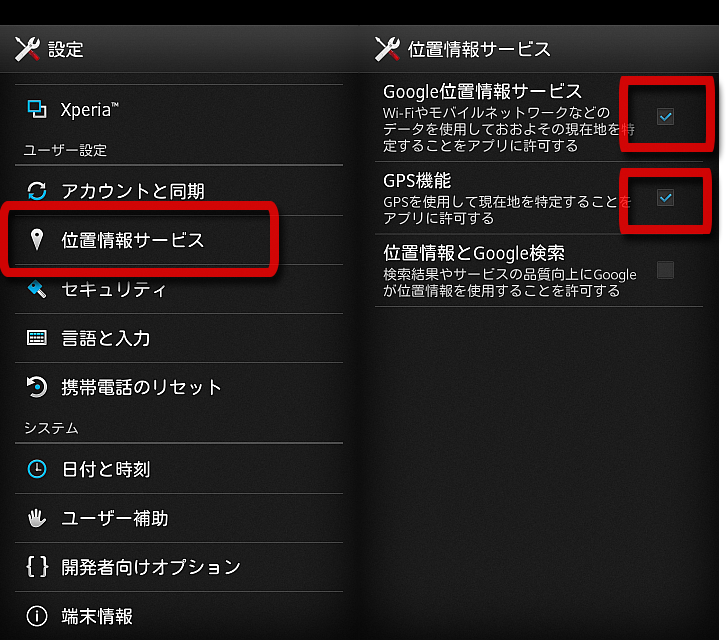 設定
Xperia™
ユーザー設定
アカウントと同期
位置情報サービス
セキュリティ
言語と入力
携帯電話のリセット
システム
日付と時刻
ユーザー補助
開発者向けオプション
端末情報
位置情報サービス
Google位置情報サービス
Wi-Fiやモバイルネットワークなどの
データを使用しておおよその現在地を特
定することをアプリに許可する
GPS機能
GPSを使用して現在地を特定することを
アプリに許可する
位置情報とGoogle検索
検索結果やサービスの品質向上にGoogle
が位置情報を使用することを許可する